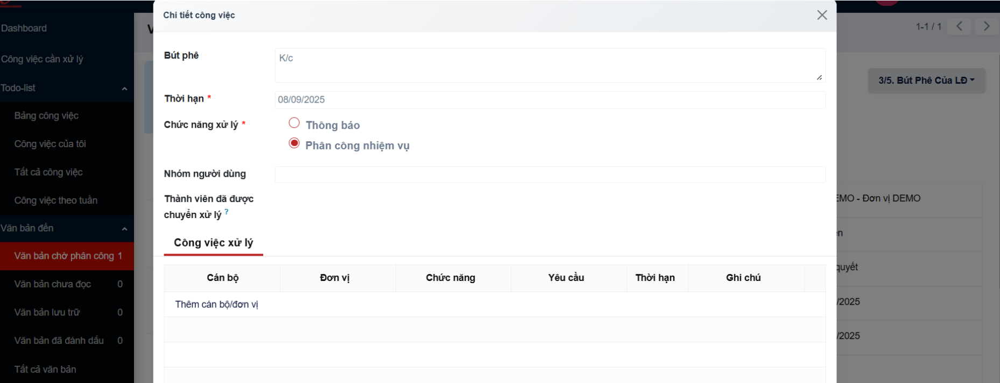 Chi tiết công việc
Dashboard
1-1 / 1
Bút phê
K/c
Công việc cần xử lý
3/5. Bút Phê Của LĐ
Todo-list
Thời hạn *
08/09/2025
Bảng công việc
Chức năng xử lý *
Thông báo
Công việc của tôi
Phân công nhiệm vụ
Tất cả công việc
Nhóm người dùng
Công việc theo tuần
Thành viên đã được
chuyển xử lý ?
EMO - Đơn vị DEMO
Văn bản đến
Công việc xử lý
Văn bản chờ phân công 1
quyết
Cán bộ Đơn vị Chức năng Yêu cầu Thời hạn Ghi chú
Văn bản chưa đọc 0
Thêm cán bộ/đơn vị
/2025
Văn bản lưu trữ 0
Văn bản đã đánh dấu 0
/2025
Tất cả văn bản